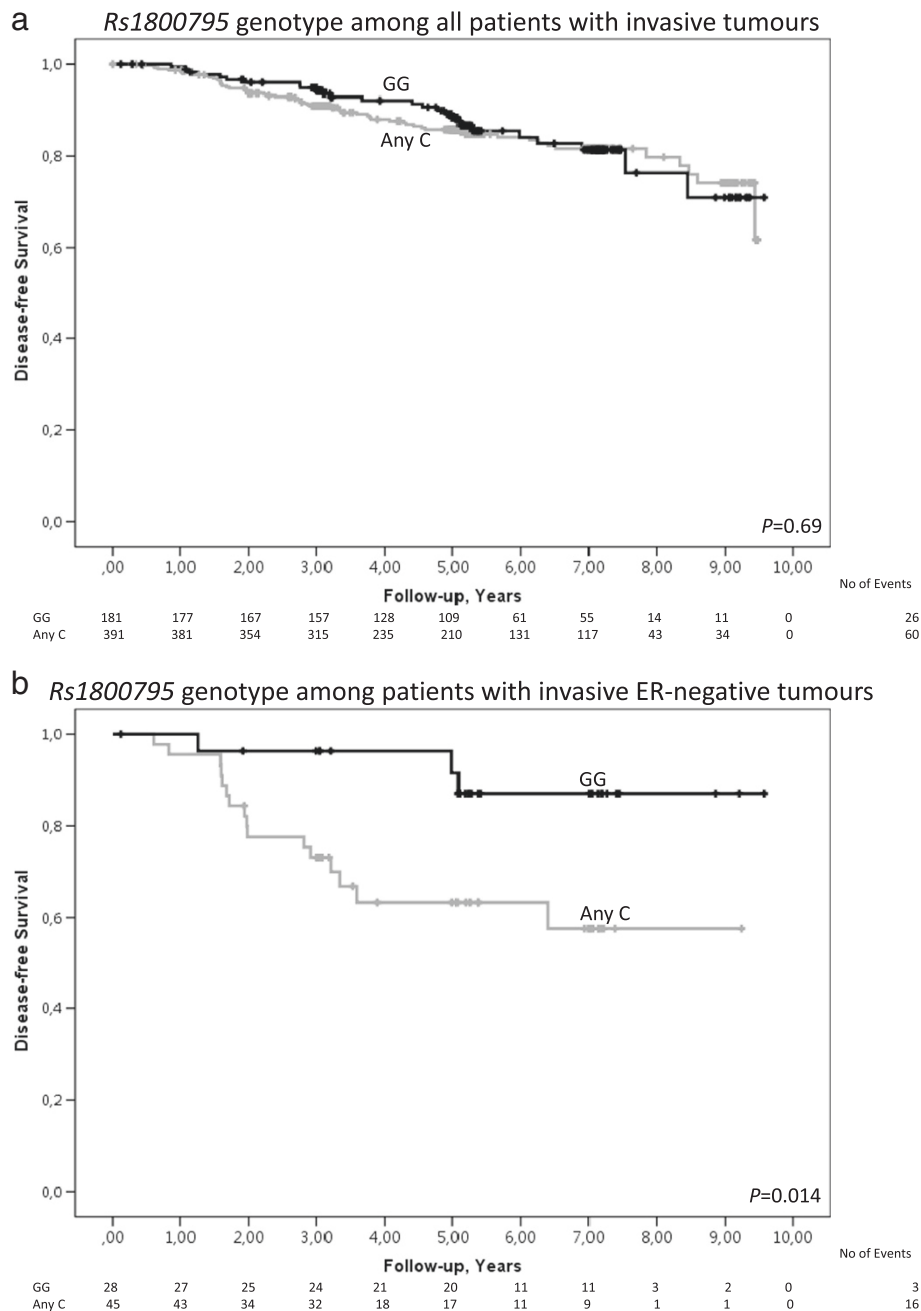 a
Rs1800795 genotype among all patients with invasive tumours
1,0
0,8
0,6
0,4
0,2
0,0
Disease-free Survival
GG
Any C
P=0.69
,00 1,00 2,00 3,00 4,00 5,00 6,00 7,00 8,00 9,00 10,00
Follow-up, Years
No of Events
GG 181 177 167 157 128 109 61 55 14 11 0 26
Any C 391 381 354 315 235 210 131 117 43 34 0 60
b
Rs1800795 genotype among patients with invasive ER-negative tumours
1,0
0,8
0,6
0,4
0,2
0,0
Disease-free Survival
GG
Any C
P=0.014
,00 1,00 2,00 3,00 4,00 5,00 6,00 7,00 8,00 9,00 10,00
Follow-up, Years
No of Events
GG 28 27 25 24 21 20 11 11 3 2 0 3
Any C 45 43 34 32 18 17 11 9 1 1 0 16